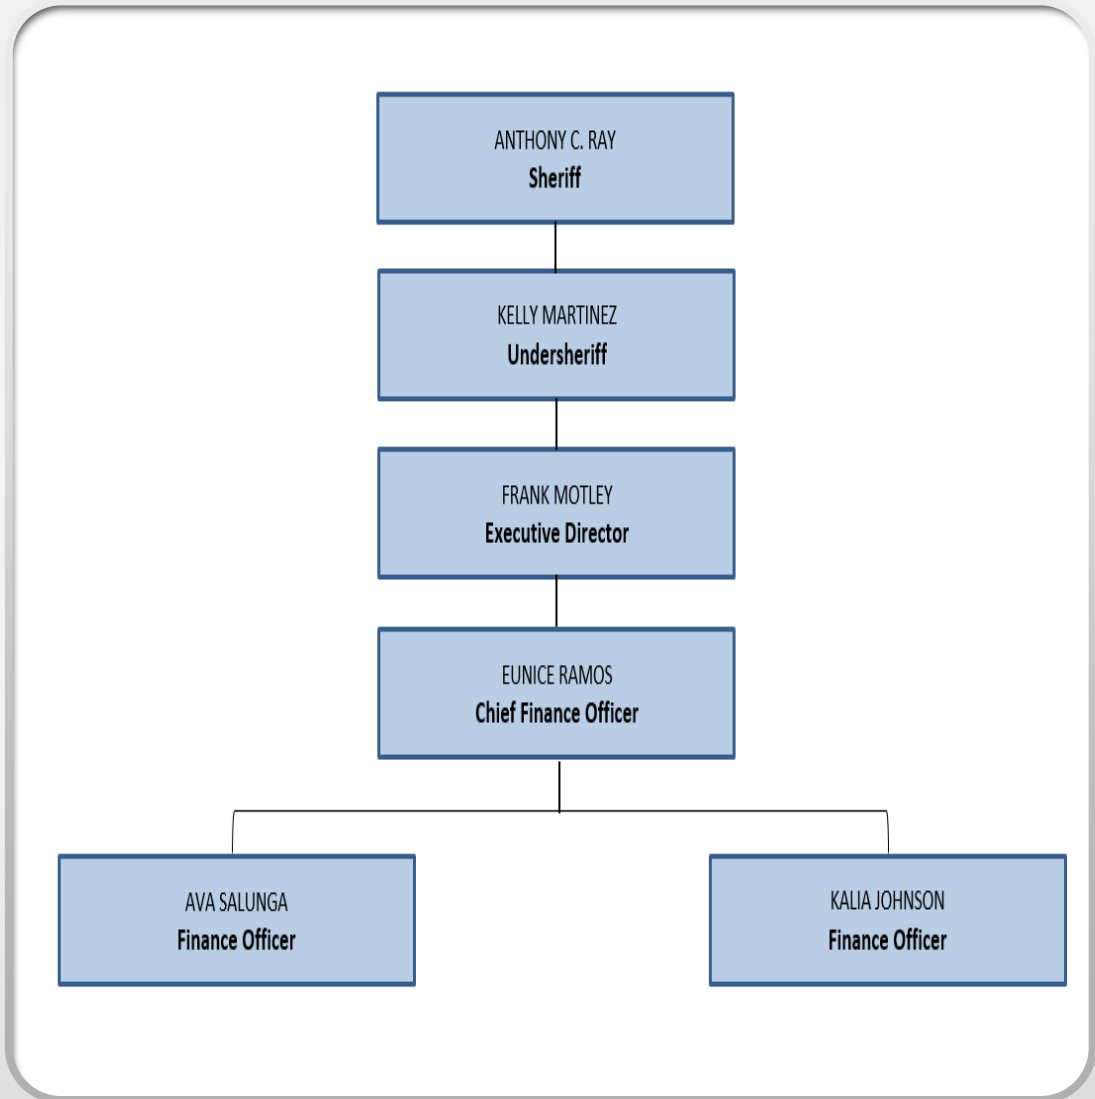 ANTHONY C. RAY
Sheriff
KELLY MARTINEZ
Undersheriff
FRANK MOTLEY
Executive Director
EUNICE RAMOS
Chief Finance Officer
AVA SALUNGA
Finance Officer
KALIA JOHNSON
Finance Officer